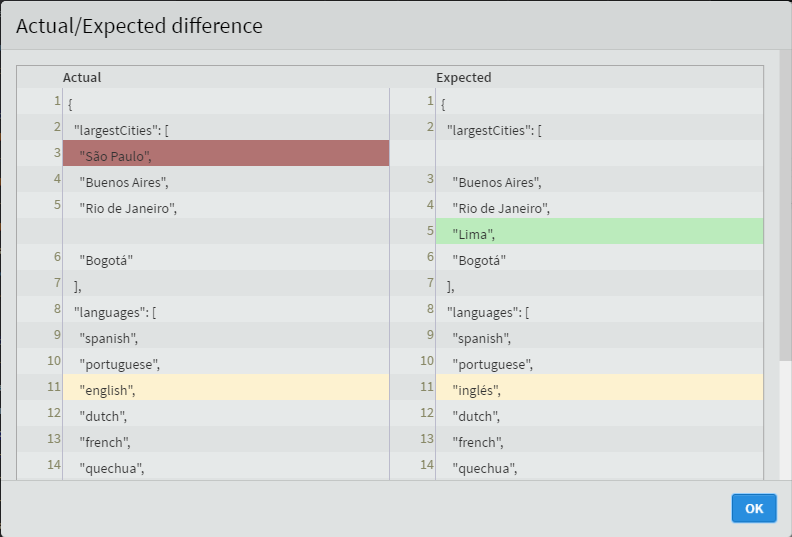 Actual/Expected difference
Actual Expected
1 { 1 {
2 "largestCities": [ 2 "largestCities": [
3 "São Paulo",
4 "Buenos Aires", 3 "Buenos Aires",
5 "Rio de Janeiro", 4 "Rio de Janeiro",
5 "Lima",
6 "Bogotá" 6 "Bogotá"
7 ], 7 ],
8 "languages": [ 8 "languages": [
9 "spanish", 9 "spanish",
10 "portuguese", 10 "portuguese",
11 "english", 11 "inglés",
12 "dutch", 12 "dutch",
13 "french", 13 "french",
14 "quechua", 14 "quechua",
OK